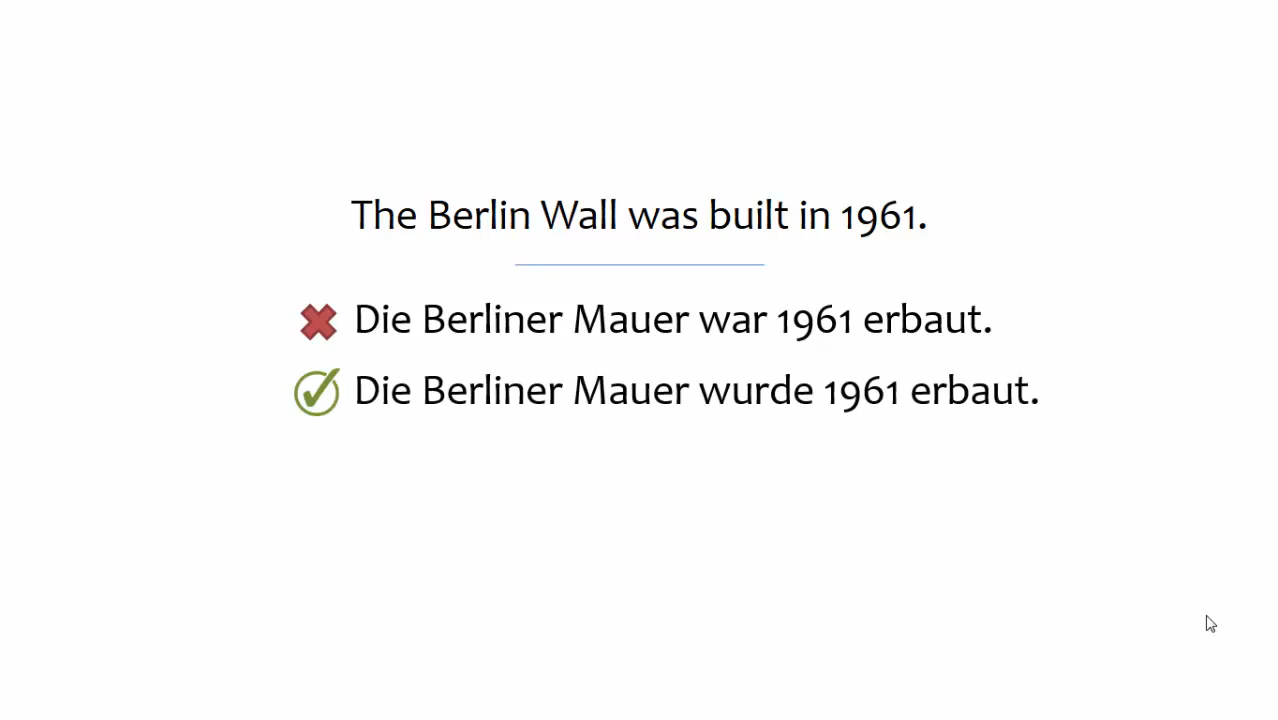 The Berlin Wall was built in 1961.
Die Berliner Mauer war 1961 erbaut.
Die Berliner Mauer wurde 1961 erbaut.